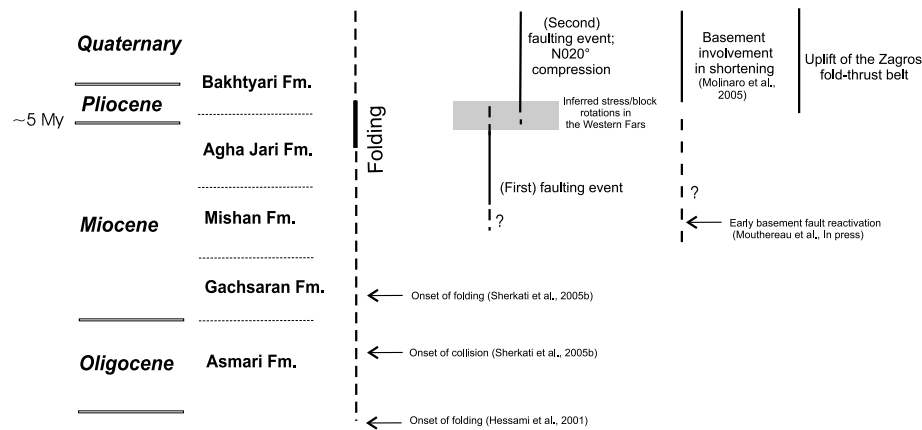 Quaternary
Pliocene
~5 My
Miocene
Oligocene
Bakhtyari Fm.
Agha Jari Fm.
Mishan Fm.
Gachsaran Fm.
Asmari Fm.
Folding
(Second)
faulting event;
N020°
compression
Inferred stress/block
rotations in
the Western Fars
(First) faulting event
?
Basement
involvement
in shortening
(Molinaro et al.,
2005)
?
Early basement fault reactivation
(Mouthereau et al., In press)
Uplift of the Zagros
fold-thrust belt
Onset of folding (Sherkati et al., 2005b)
Onset of collision (Sherkati et al., 2005b)
Onset of folding (Hessami et al., 2001)